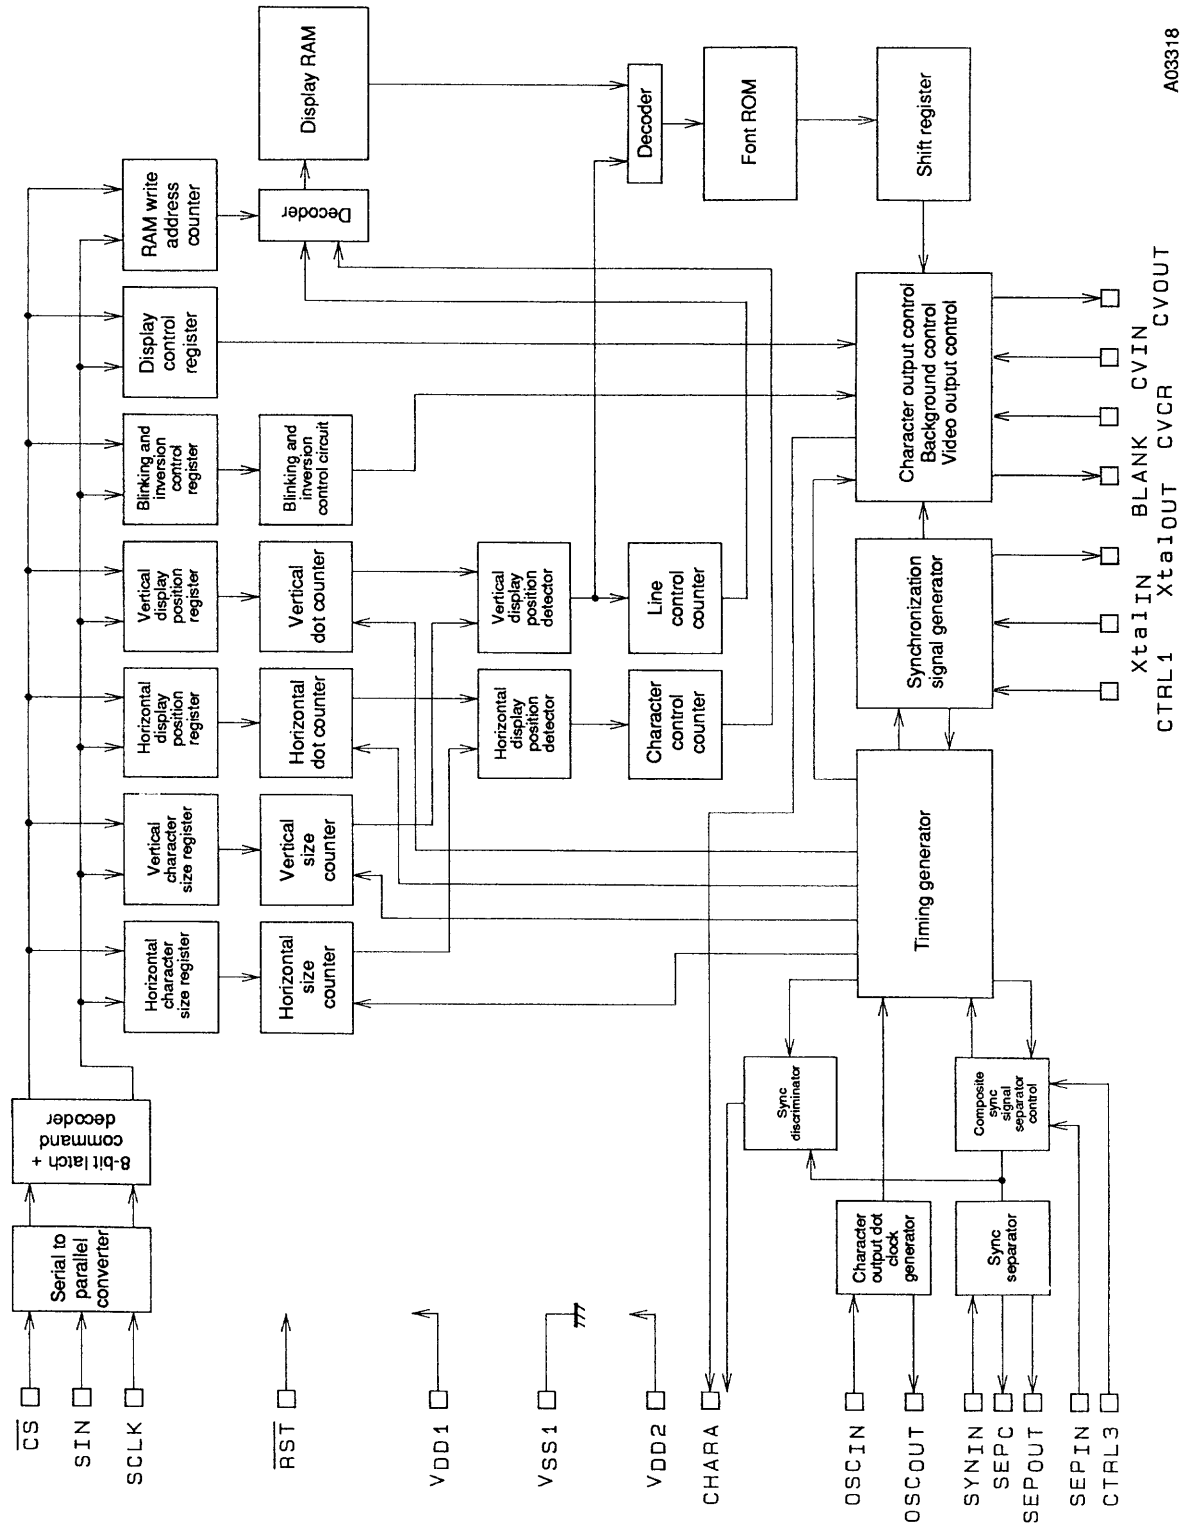 A03318
Display RAM
RAM write
address
counter
Decoder
Decoder
Font ROM
Shift register
Display
control
register
Blinking and
inversion
control
register
Blinking and
inversion
control circuit
Character output control
Background control
Video output control
Vertical
display
position
register
Vertical
dot counter
Vertical
display
position
detector
Line
control
counter
Synchronization
signal generator
Horizontal
display
position
register
Horizontal
dot counter
Horizontal
display
position
detector
Character
control
counter
Vertical
character
size register
Vertical
size
counter
Horizontal
character
size register
Horizontal
size
counter
Timing generator
8-bit latch +
command
decoder
Serial to
parallel
converter
Sync
discriminator
Composite
sync
signal
separator
control
Character
output dot
clock
generator
Sync
separator
CS
SIN
SCLK
RST
VDD1
VSS1
VDD2
CHARA
OSCIN
OSCOUT
SYNIN
SEPC
SEPOUT
SEPIN
CTRL3
CTRL1
XtalIN
XtalOUT
BLANK
CVCR
CVIN
CVOUT